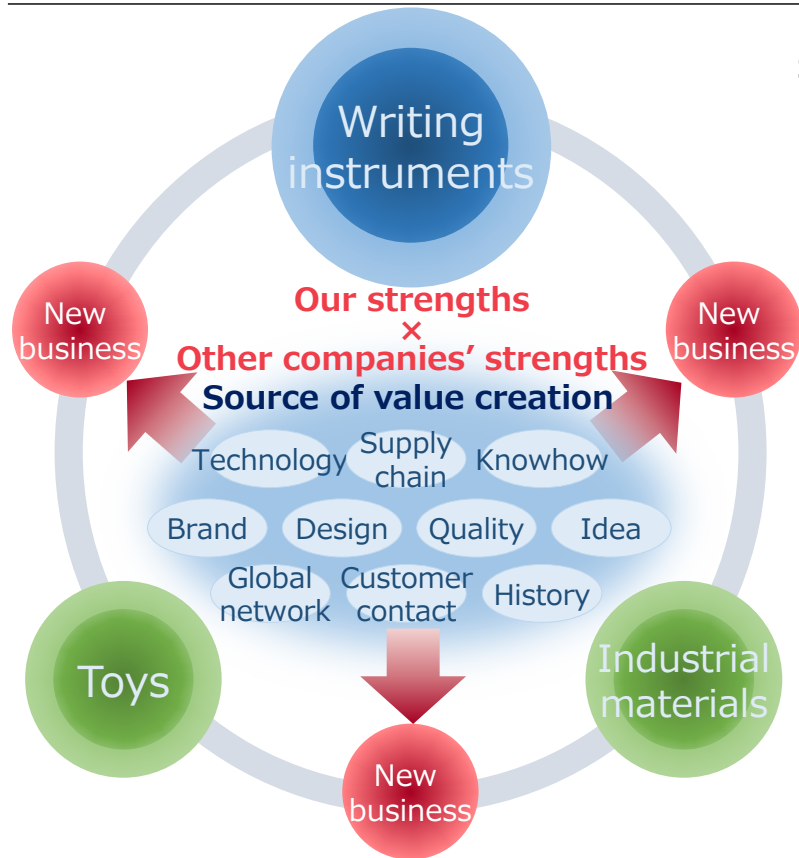 Writing
instruments
New
business
New
business
Our strengths
×
Other companies’ strengths
Source of value creation
Technology
Supply
chain
Knowhow
Brand
Design
Quality
Idea
Global
network
Customer
contact
History
Toys
Industrial
materials
New
business